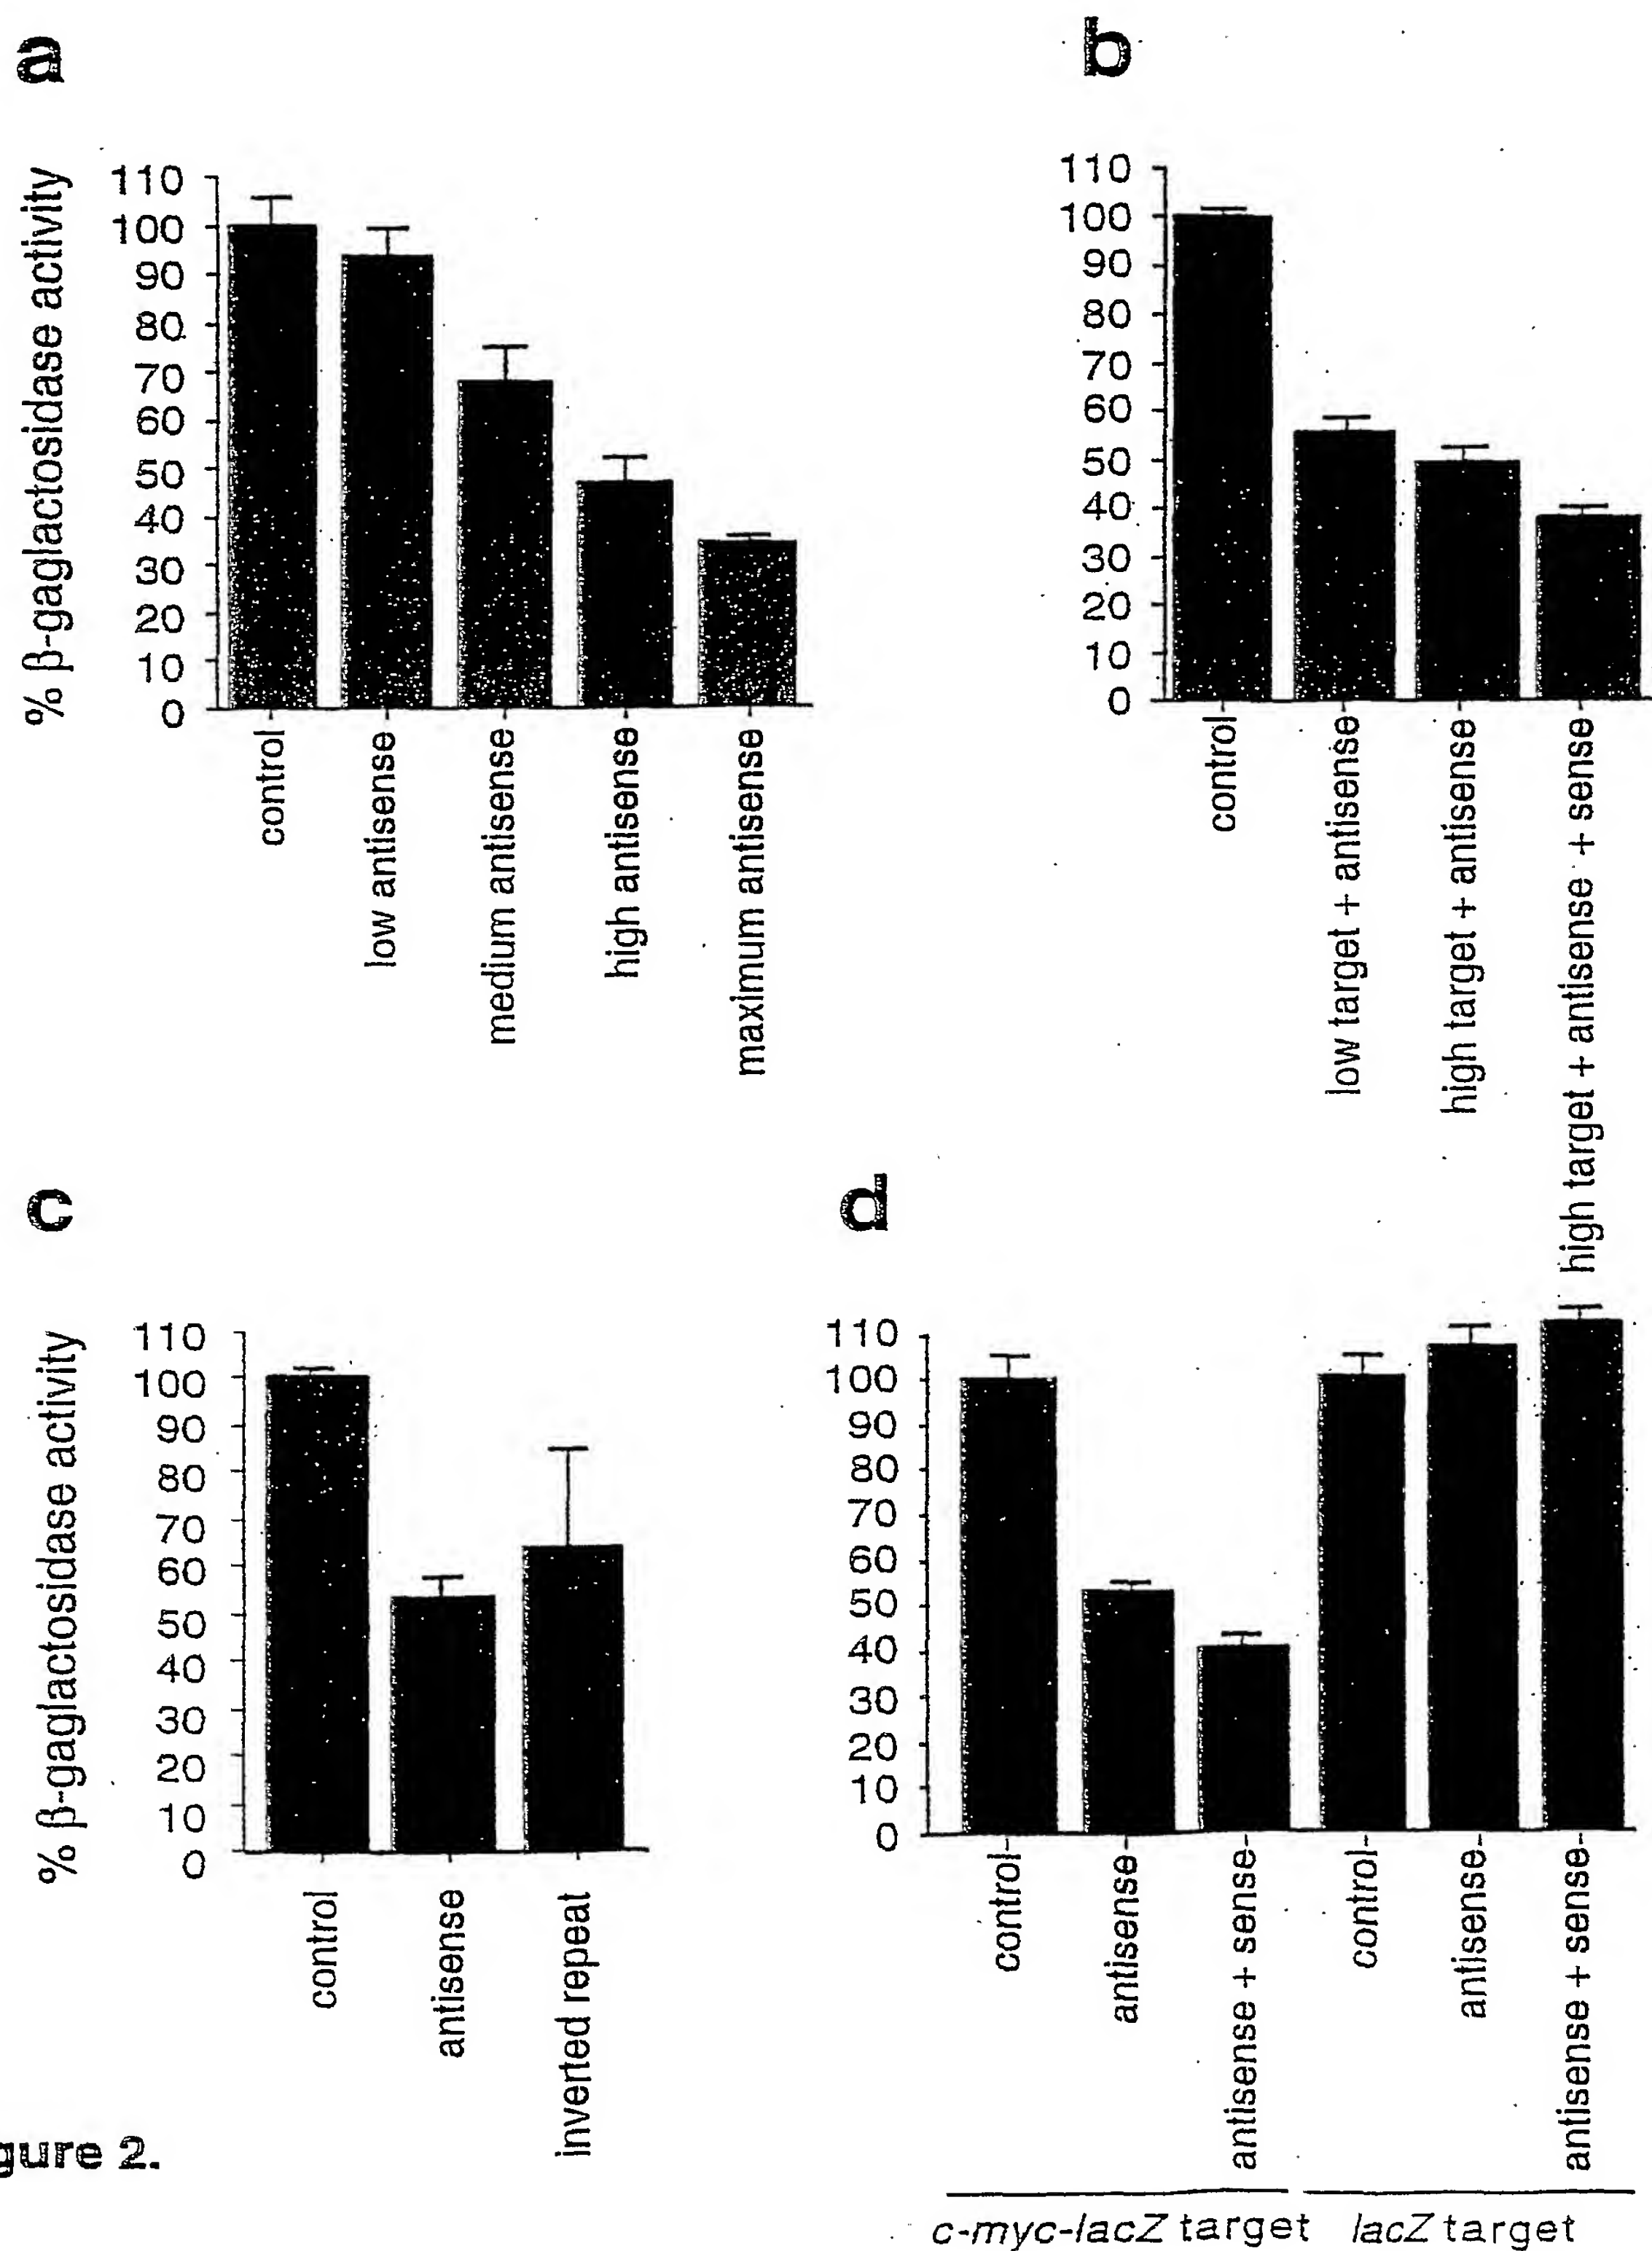 a
% β-gaglactosidase activity
110
100
90
80
70
60
50
40
30
20
10
0
control
low antisense
medium antisense
high antisense
maximum antisense
b
110
100
90
80
70
60
50
40
30
20
10
0
control
low target + antisense
high target + antisense
high target + antisense + sense
c
% β-gaglactosidase activity
110
100
90
80
70
60
50
40
30
20
10
0
control
antisense
inverted repeat
d
110
100
90
80
70
60
50
40
30
20
10
0
control
antisense
antisense + sense
control
antisense
antisense + sense
c-myc-lacZ target
lacZ target
gure 2.